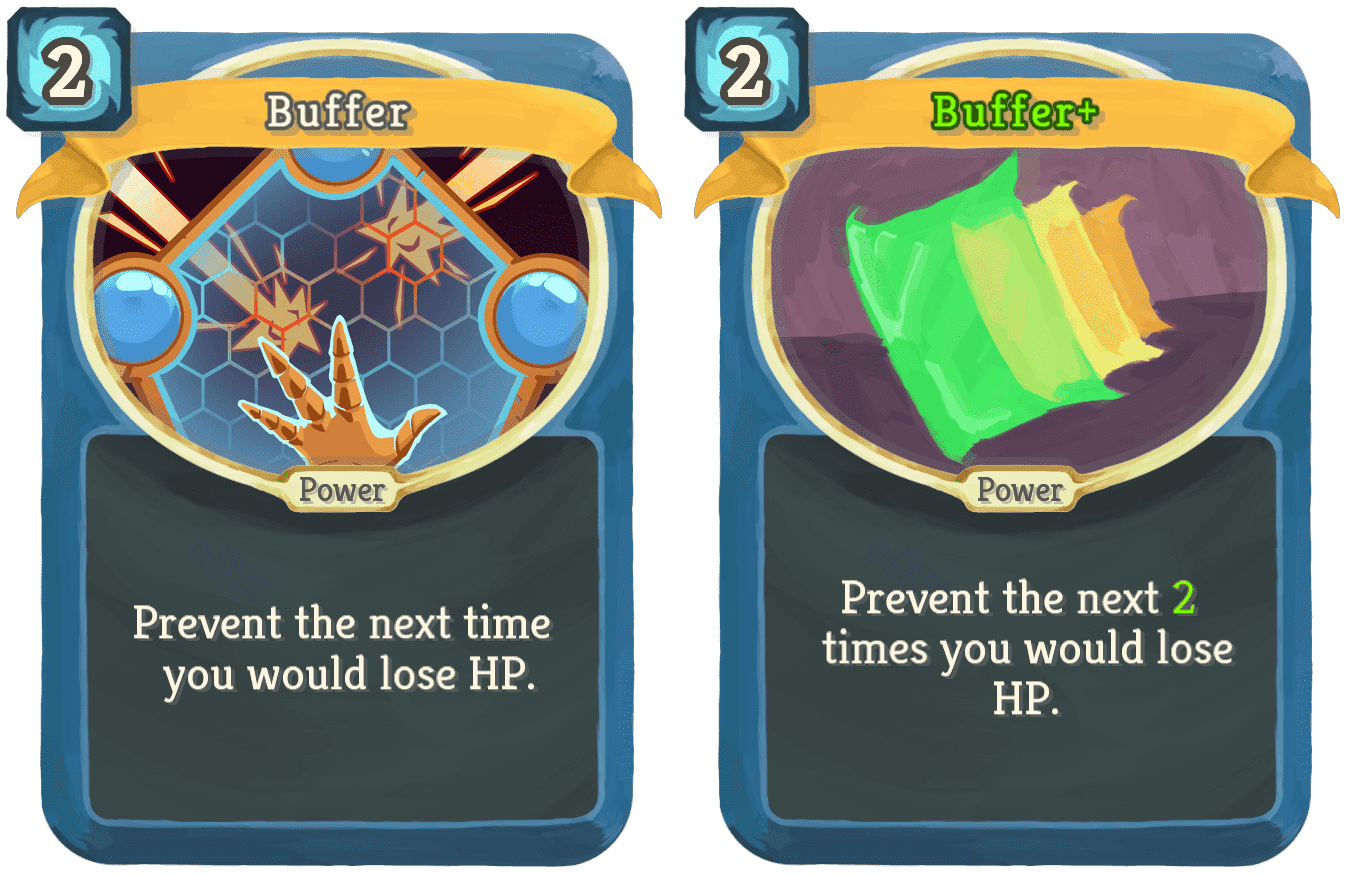 2
Buffer
Power
Prevent the next time
you would lose HP.
2
Buffer+
Power
Prevent the next 2
times you would lose
HP.